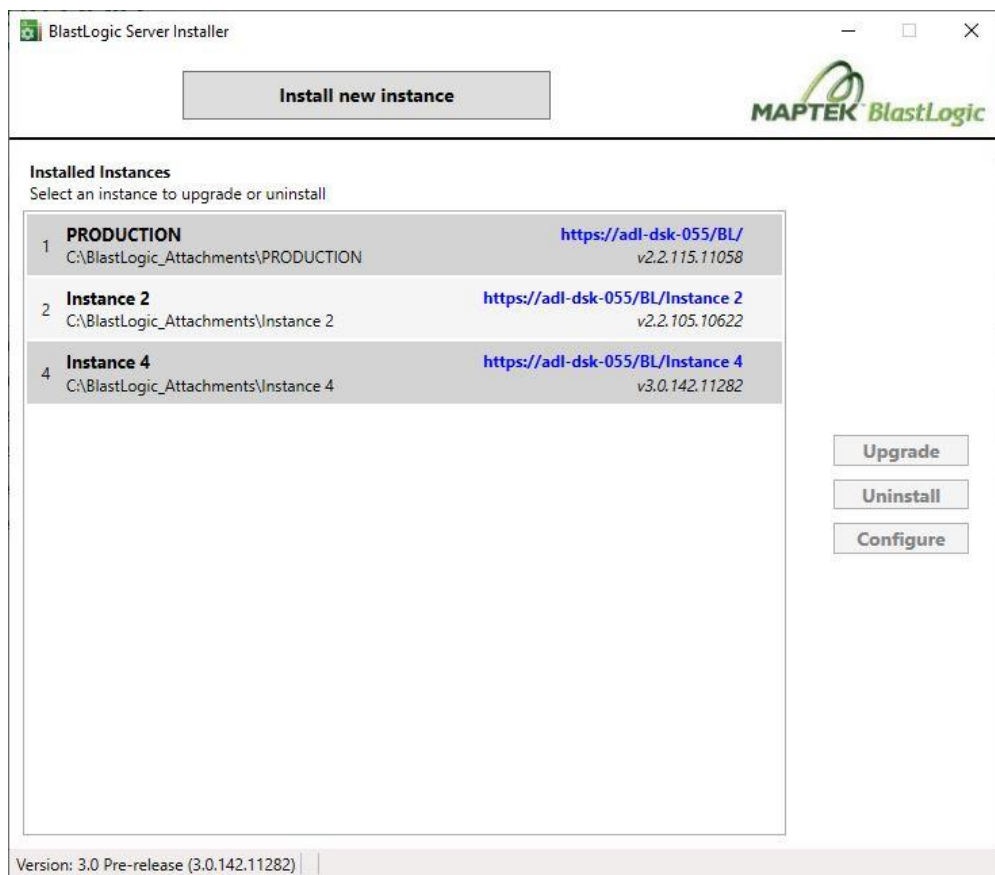 BlastLogic Server Installer
Install new instance
MAPTEK BlastLogic
Installed Instances
Select an instance to upgrade or uninstall
1
PRODUCTION
https://adl-dsk-055/BL/
C:\BlastLogic_Attachments\PRODUCTION
v2.2.115.11058
2
Instance 2
https://adl-dsk-055/BL/Instance 2
C:\BlastLogic_Attachments\Instance 2
v2.2.105.10622
4
Instance 4
https://adl-dsk-055/BL/Instance 4
C:\BlastLogic_Attachments\Instance 4
v3.0.142.11282
Upgrade
Uninstall
Configure
Version: 3.0 Pre-release (3.0.142.11282)